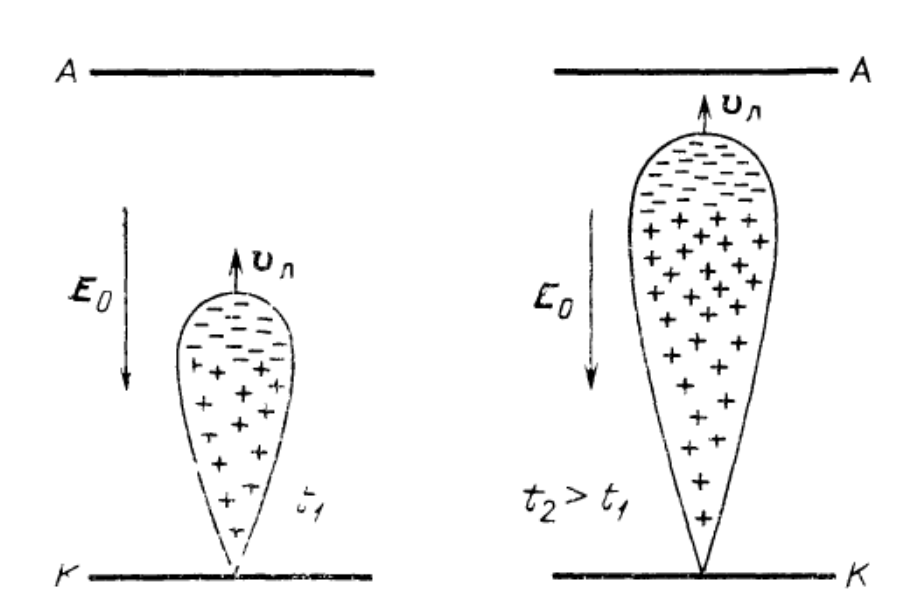 A A
υл υл
E₀ E₀
t₁ t₂ > t₁
K K